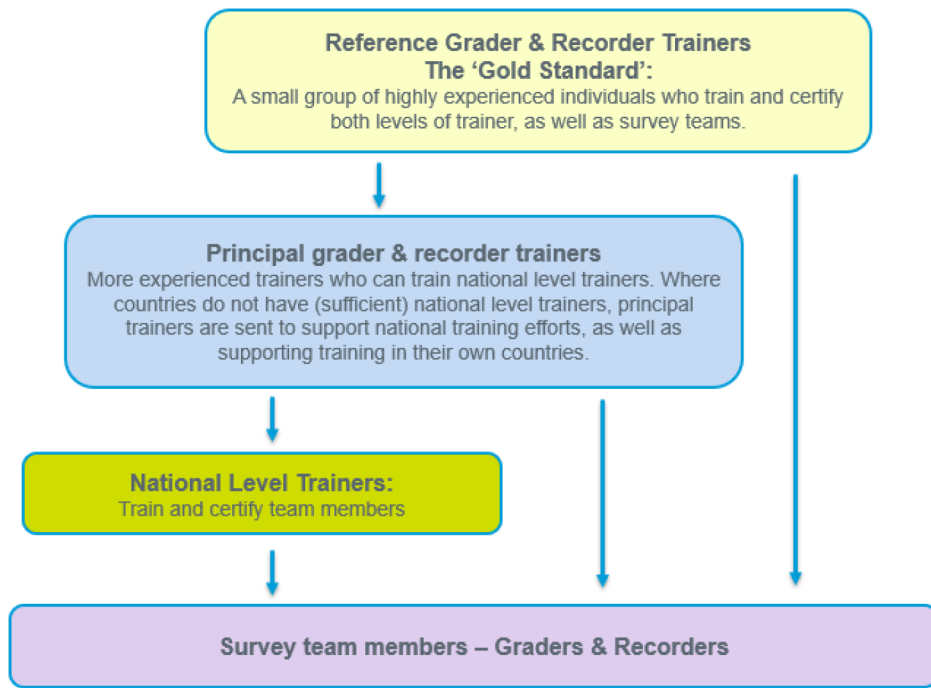 Reference Grader & Recorder Trainers
The ‘Gold Standard’:
A small group of highly experienced individuals who train and certify
both levels of trainer, as well as survey teams.
Principal grader & recorder trainers
More experienced trainers who can train national level trainers. Where
countries do not have (sufficient) national level trainers, principal
trainers are sent to support national training efforts, as well as
supporting training in their own countries.
National Level Trainers:
Train and certify team members
Survey team members – Graders & Recorders